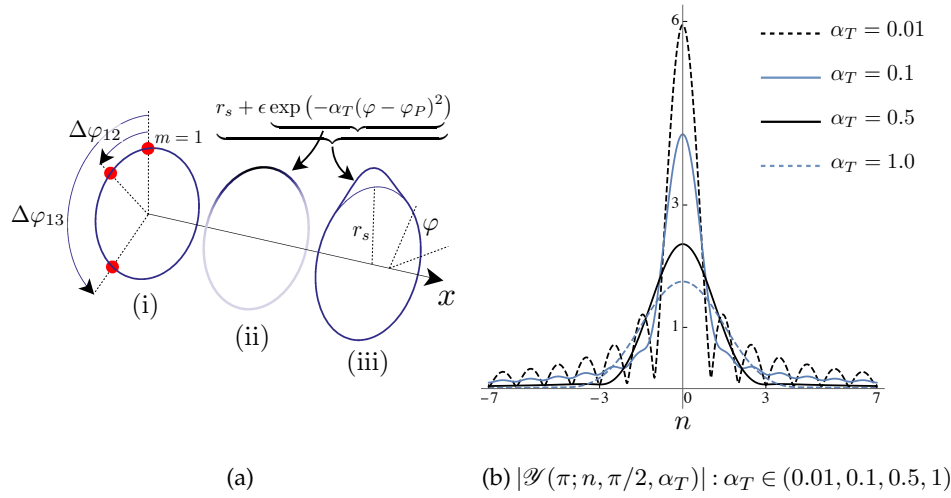 r_s + ϵ exp (−α_T(φ − φ_P)^2)
Δφ_12
m = 1
Δφ_13
r_s
φ
x
(i)
(ii)
(iii)
(a)
6
3
1
−7
−3
0
3
7
n
α_T = 0.01
α_T = 0.1
α_T = 0.5
α_T = 1.0
(b) |𝒴(π; n, π/2, α_T)| : α_T ∈ (0.01, 0.1, 0.5, 1)